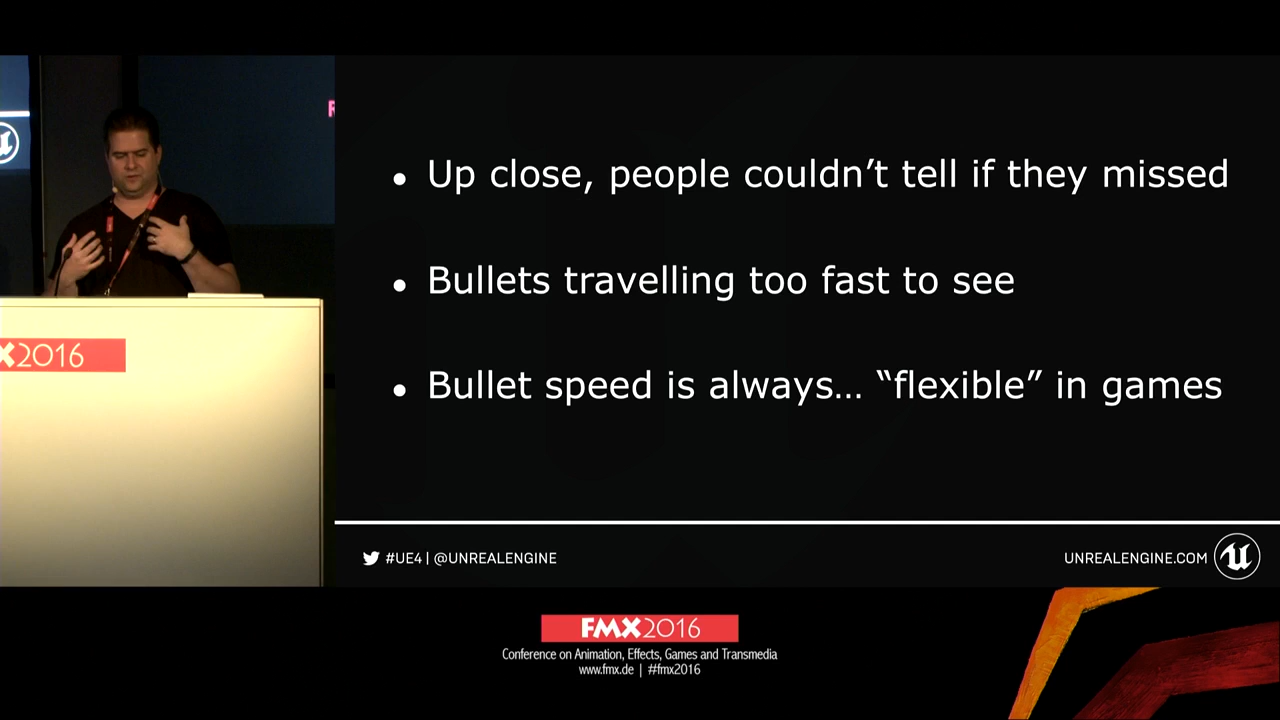 Up close, people couldn’t tell if they missed
Bullets travelling too fast to see
Bullet speed is always… “flexible” in games
X2016
#UE4 | @UNREALENGINE
UNREALENGINE.COM
FMX2016
Conference on Animation, Effects, Games and Transmedia
www.fmx.de | #fmx2016